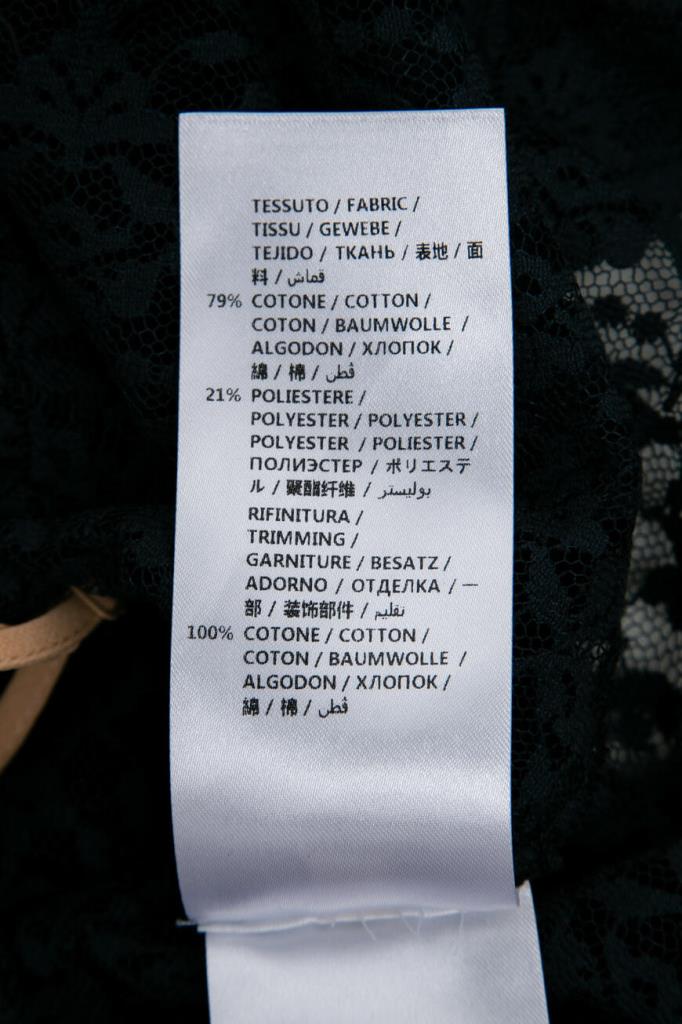 TESSUTO / FABRIC /
TISSU / GEWEBE /
TEJIDO / ТКАНЬ / 表地 / 面
料 / قماش
79% COTONE / COTTON /
COTON / BAUMWOLLE /
ALGODON / ХЛОПОК /
綿 / 棉 / قطن
21% POLIESTERE /
POLYESTER / POLYESTER /
POLYESTER / POLIESTER /
ПОЛИЭСТЕР / ポリエステ
ル / 聚酯纤维 / بوليستر
RIFINITURA /
TRIMMING /
GARNITURE / BESATZ /
ADORNO / ОТДЕЛКА / 一
部 / 装饰部件 / تقليم
100% COTONE / COTTON /
COTON / BAUMWOLLE /
ALGODON / ХЛОПОК /
綿 / 棉 / قطن